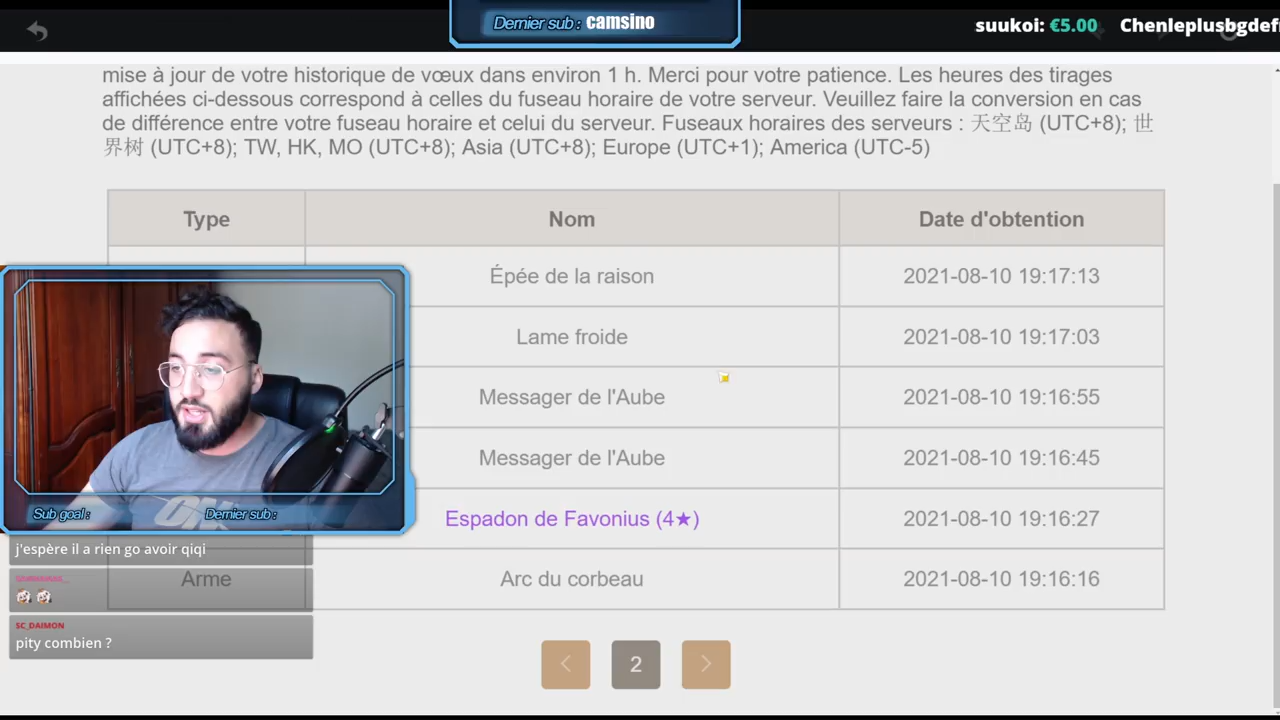 Dernier sub : camsino
suukoi: €5.00 Chenleplusbgdefr
mise à jour de votre historique de vœux dans environ 1 h. Merci pour votre patience. Les heures des tirages
affichées ci-dessous correspond à celles du fuseau horaire de votre serveur. Veuillez faire la conversion en cas
de différence entre votre fuseau horaire et celui du serveur. Fuseaux horaires des serveurs : 天空岛 (UTC+8); 世
界树 (UTC+8); TW, HK, MO (UTC+8); Asia (UTC+8); Europe (UTC+1); America (UTC-5)
Type Nom Date d'obtention
Épée de la raison 2021-08-10 19:17:13
Lame froide 2021-08-10 19:17:03
Messager de l'Aube 2021-08-10 19:16:55
Messager de l'Aube 2021-08-10 19:16:45
Espadon de Favonius (4★) 2021-08-10 19:16:27
Arme Arc du corbeau 2021-08-10 19:16:16
Sub goal : Dernier sub :
j'espère il a rien go avoir qiqi
SC_DAIMON
pity combien ?
2